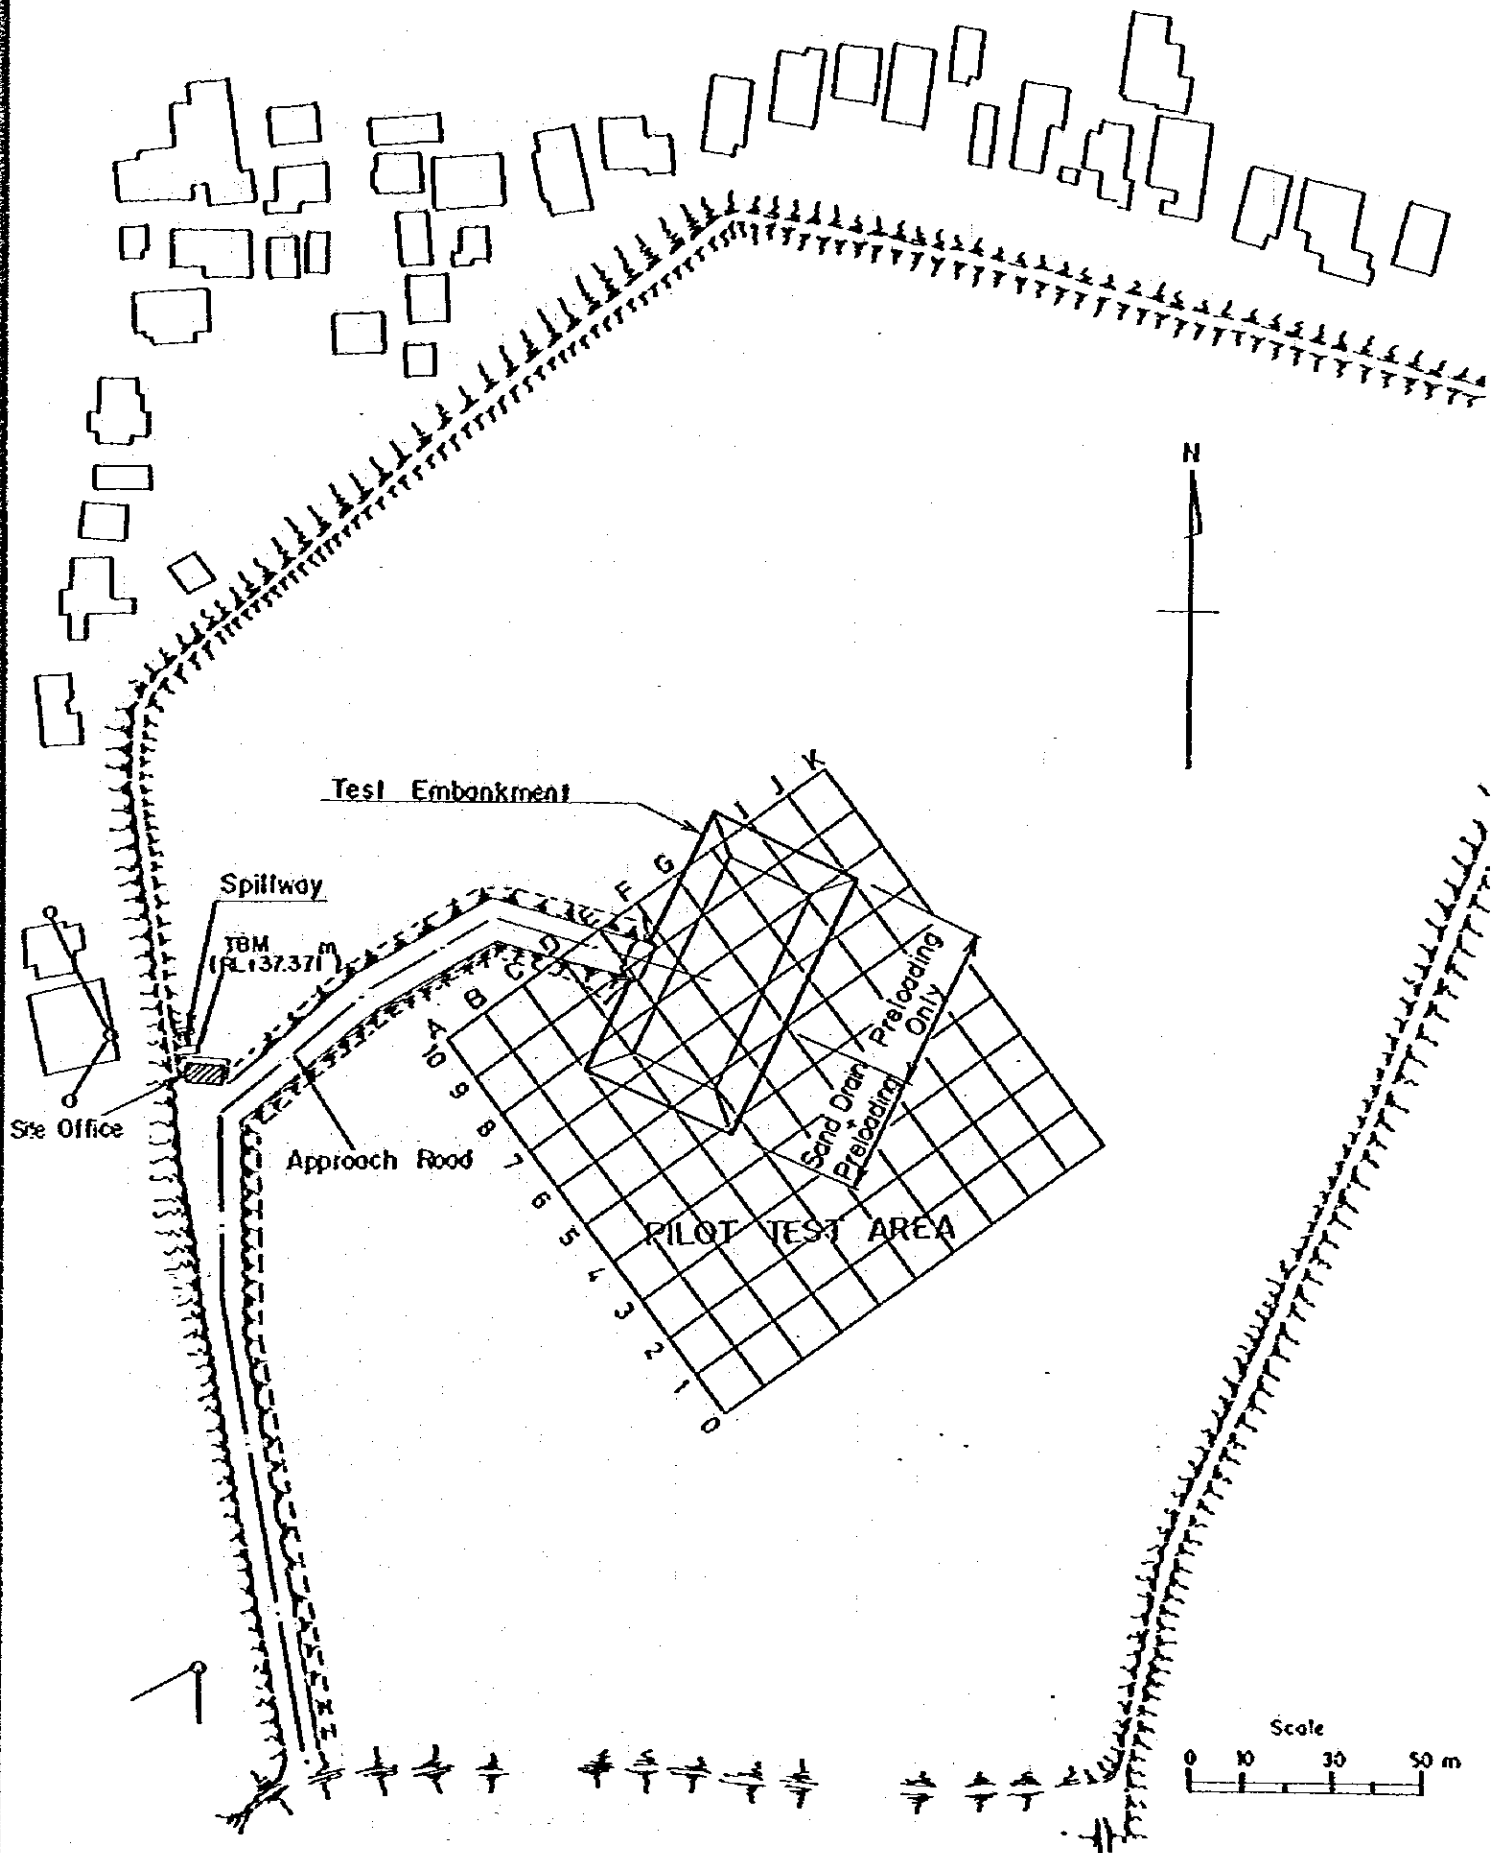 N
Test Embankment
K
J
I
G
F
E
D
C
B
A
Spillway
TBM
(RL+37.371 m)
10
9
8
7
6
5
4
3
2
1
0
Site Office
Approach Road
Preloading
Only
Sand Drain
+
Preloading
PILOT TEST AREA
Scale
0 10 30 50 m